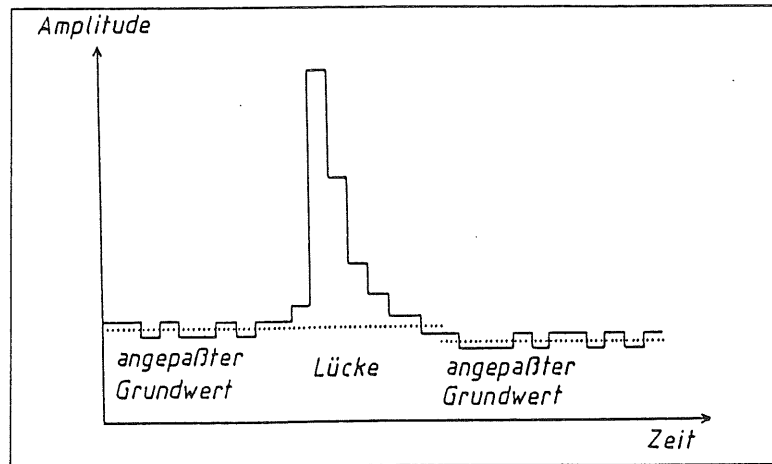 Amplitude
angepaßter
Grundwert
Lücke
angepaßter
Grundwert
Zeit